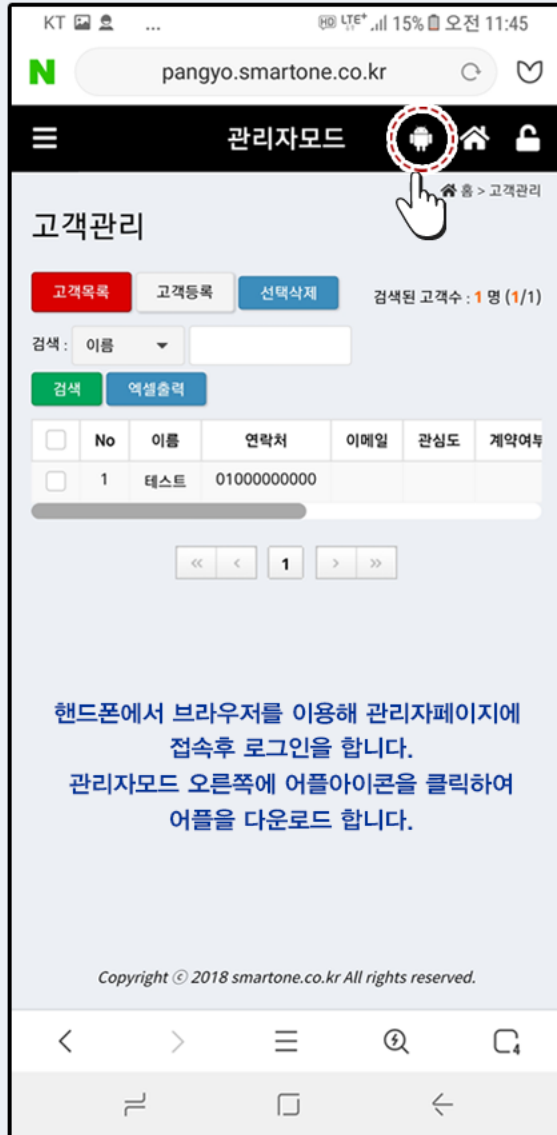 KT ... HD LTE+ 15% 오전 11:45
N pangyo.smartone.co.kr
관리자모드
홈 > 고객관리
고객관리
고객목록 고객등록 선택삭제 검색된 고객수 : 1 명 (1/1)
검색 : 이름
검색 엑셀출력
No 이름 연락처 이메일 관심도 계약여부
1 테스트 01000000000
« < 1 > »
핸드폰에서 브라우저를 이용해 관리자페이지에
접속후 로그인을 합니다.
관리자모드 오른쪽에 어플아이콘을 클릭하여
어플을 다운로드 합니다.
Copyright ⓒ 2018 smartone.co.kr All rights reserved.
4